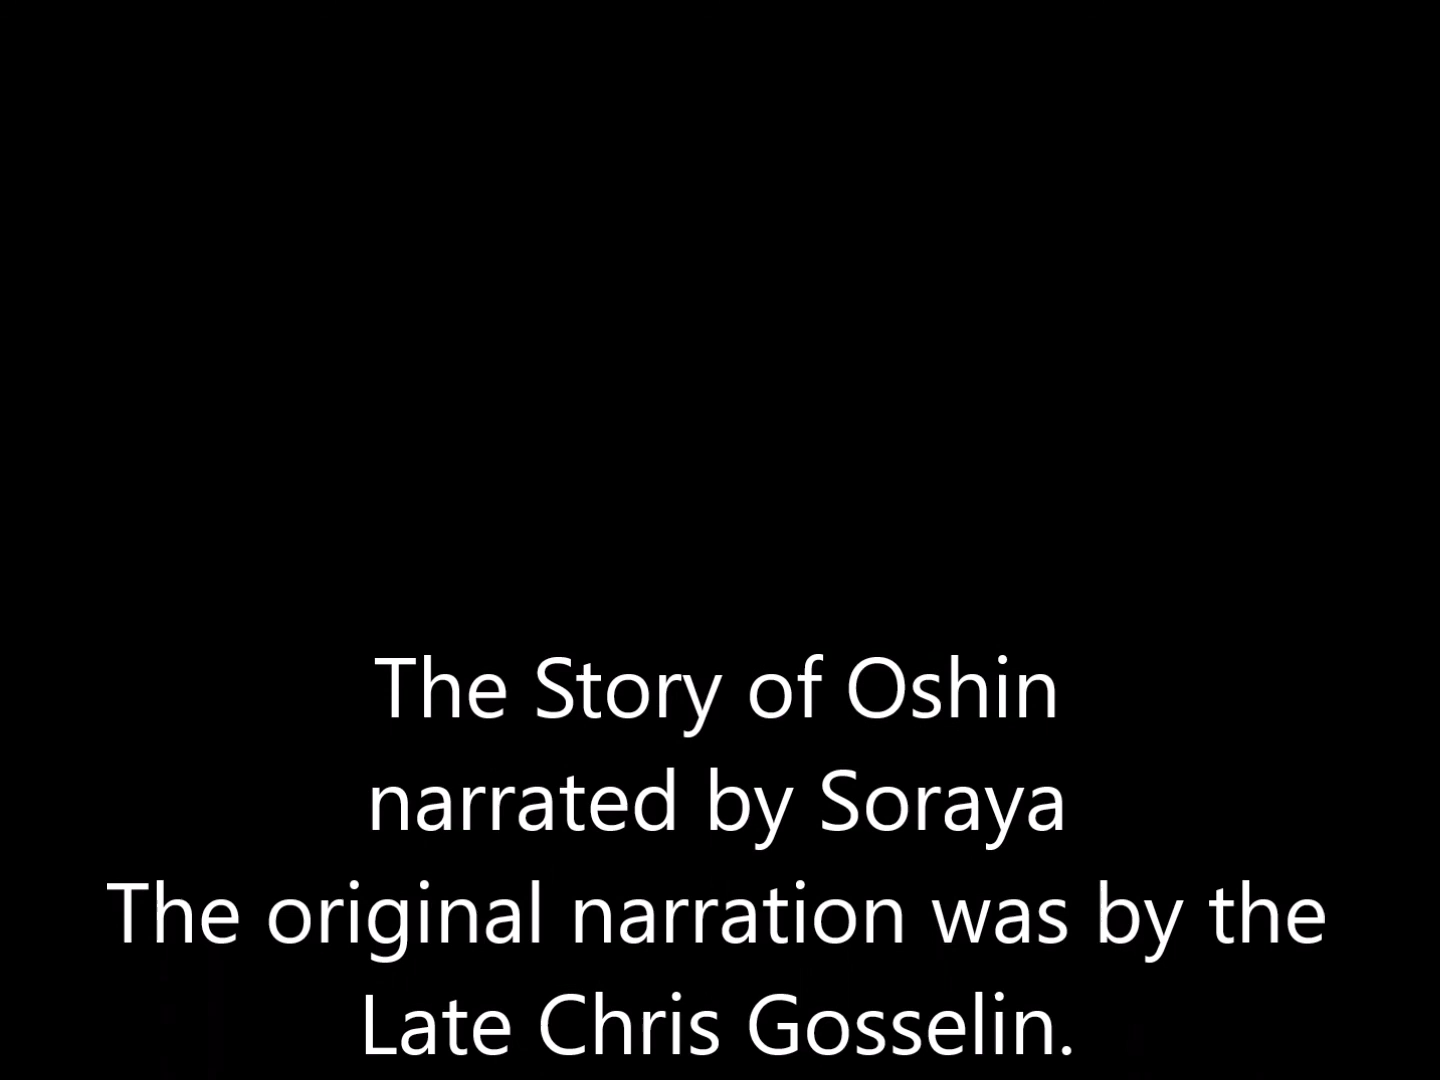 The Story of Oshin
narrated by Soraya
The original narration was by the
Late Chris Gosselin.